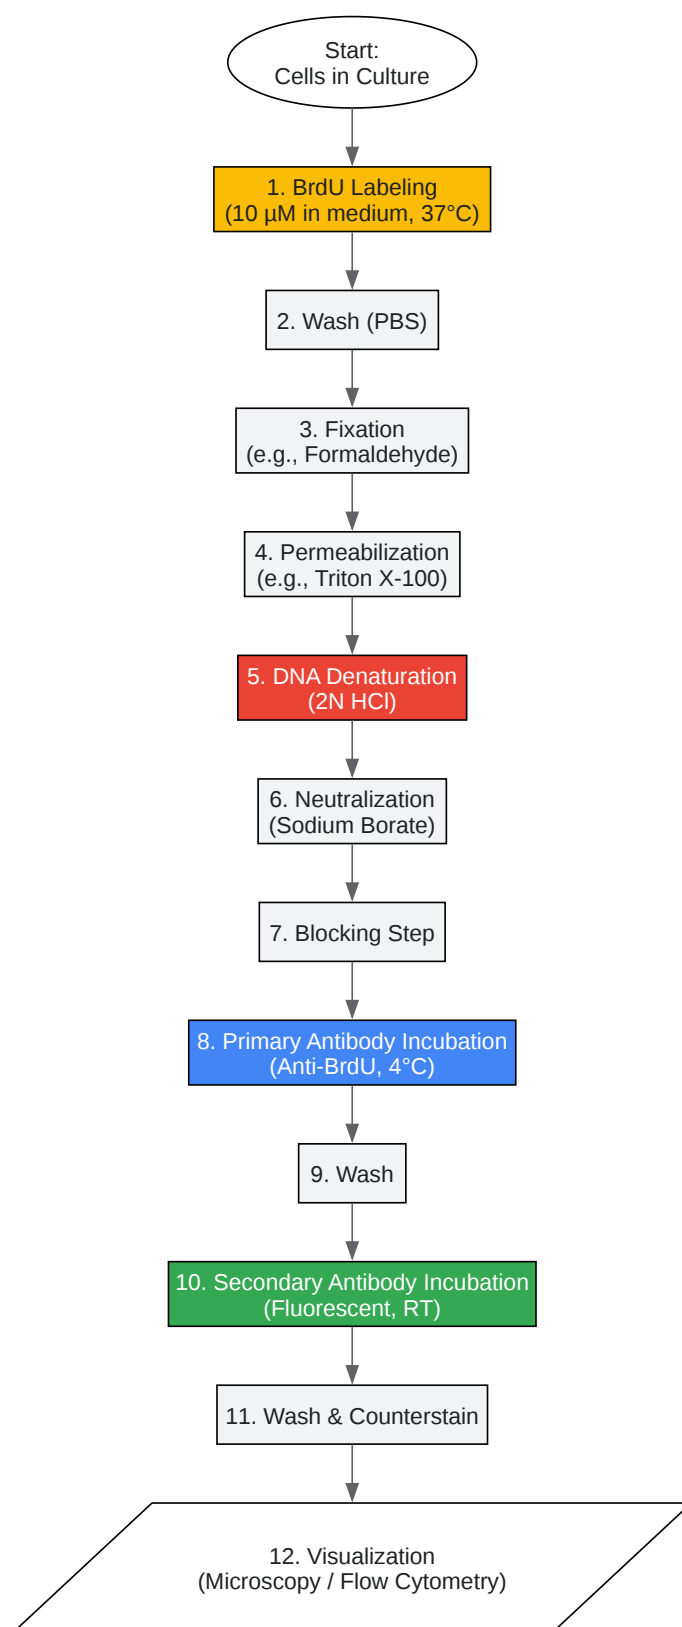 Start:
Cells in Culture
1. BrdU Labeling
(10 µM in medium, 37°C)
2. Wash (PBS)
3. Fixation
(e.g., Formaldehyde)
4. Permeabilization
(e.g., Triton X-100)
5. DNA Denaturation
(2N HCl)
6. Neutralization
(Sodium Borate)
7. Blocking Step
8. Primary Antibody Incubation
(Anti-BrdU, 4°C)
9. Wash
10. Secondary Antibody Incubation
(Fluorescent, RT)
11. Wash & Counterstain
12. Visualization
(Microscopy / Flow Cytometry)